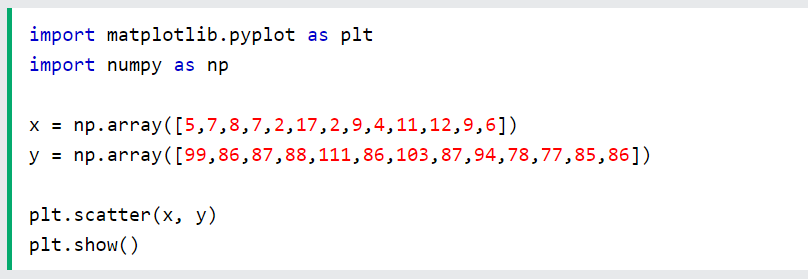 import matplotlib.pyplot as plt
import numpy as np
x = np.array([5,7,8,7,2,17,2,9,4,11,12,9,6])
y = np.array([99,86,87,88,111,86,103,87,94,78,77,85,86])
plt.scatter(x, y)
plt.show()